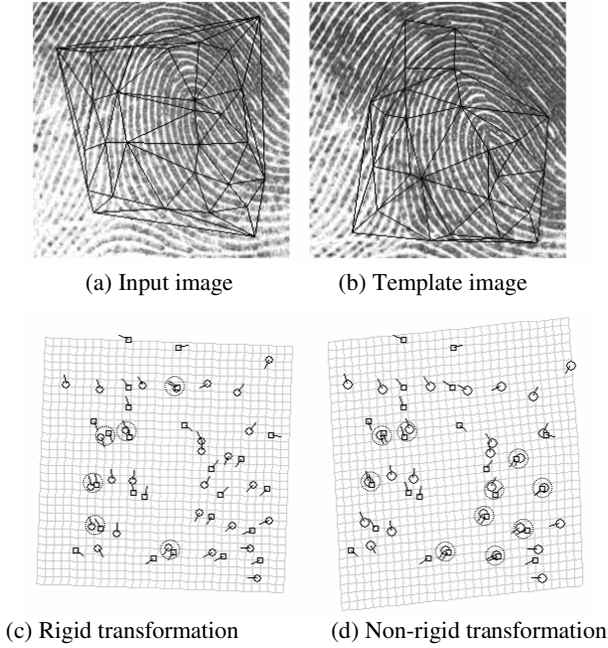 (a) Input image
(b) Template image
(c) Rigid transformation
(d) Non-rigid transformation